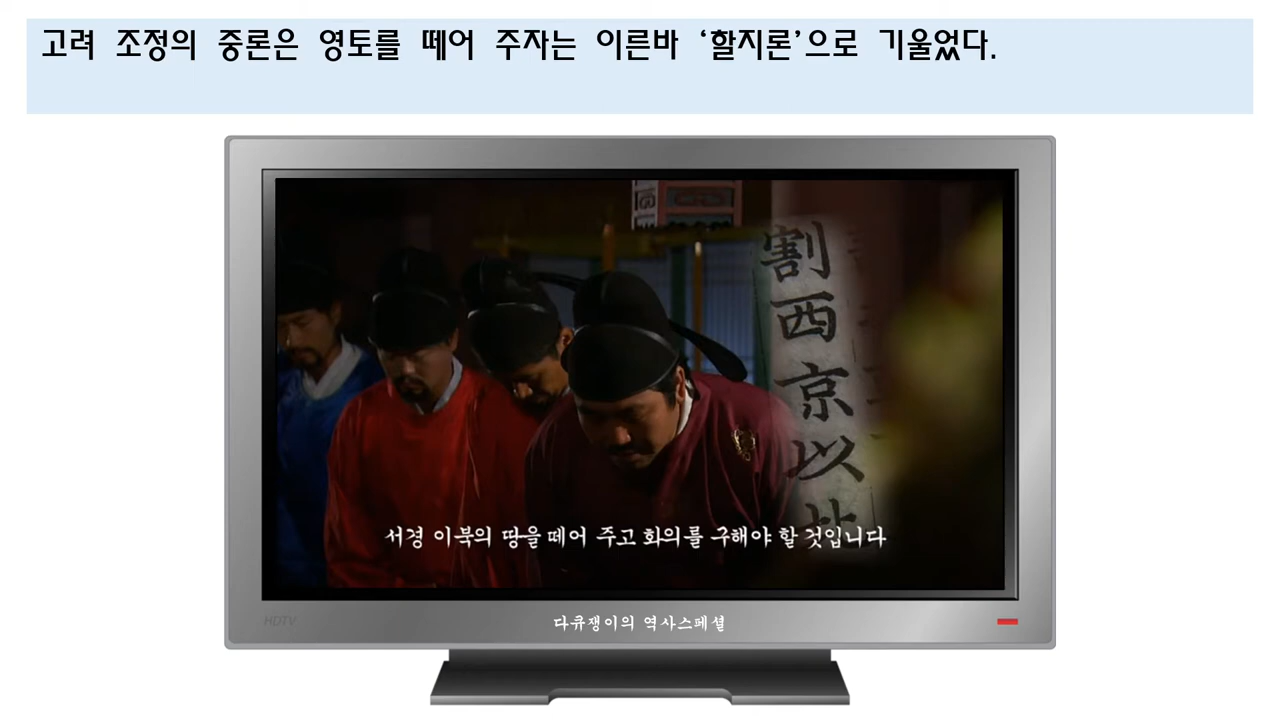 고려 조정의 중론은 영토를 떼어 주자는 이른바 ‘할지론’으로 기울었다.
割西京以北
서경 이북의 땅을 떼어 주고 화의를 구해야 할 것입니다
HDTV
다큐쟁이의 역사스페셜